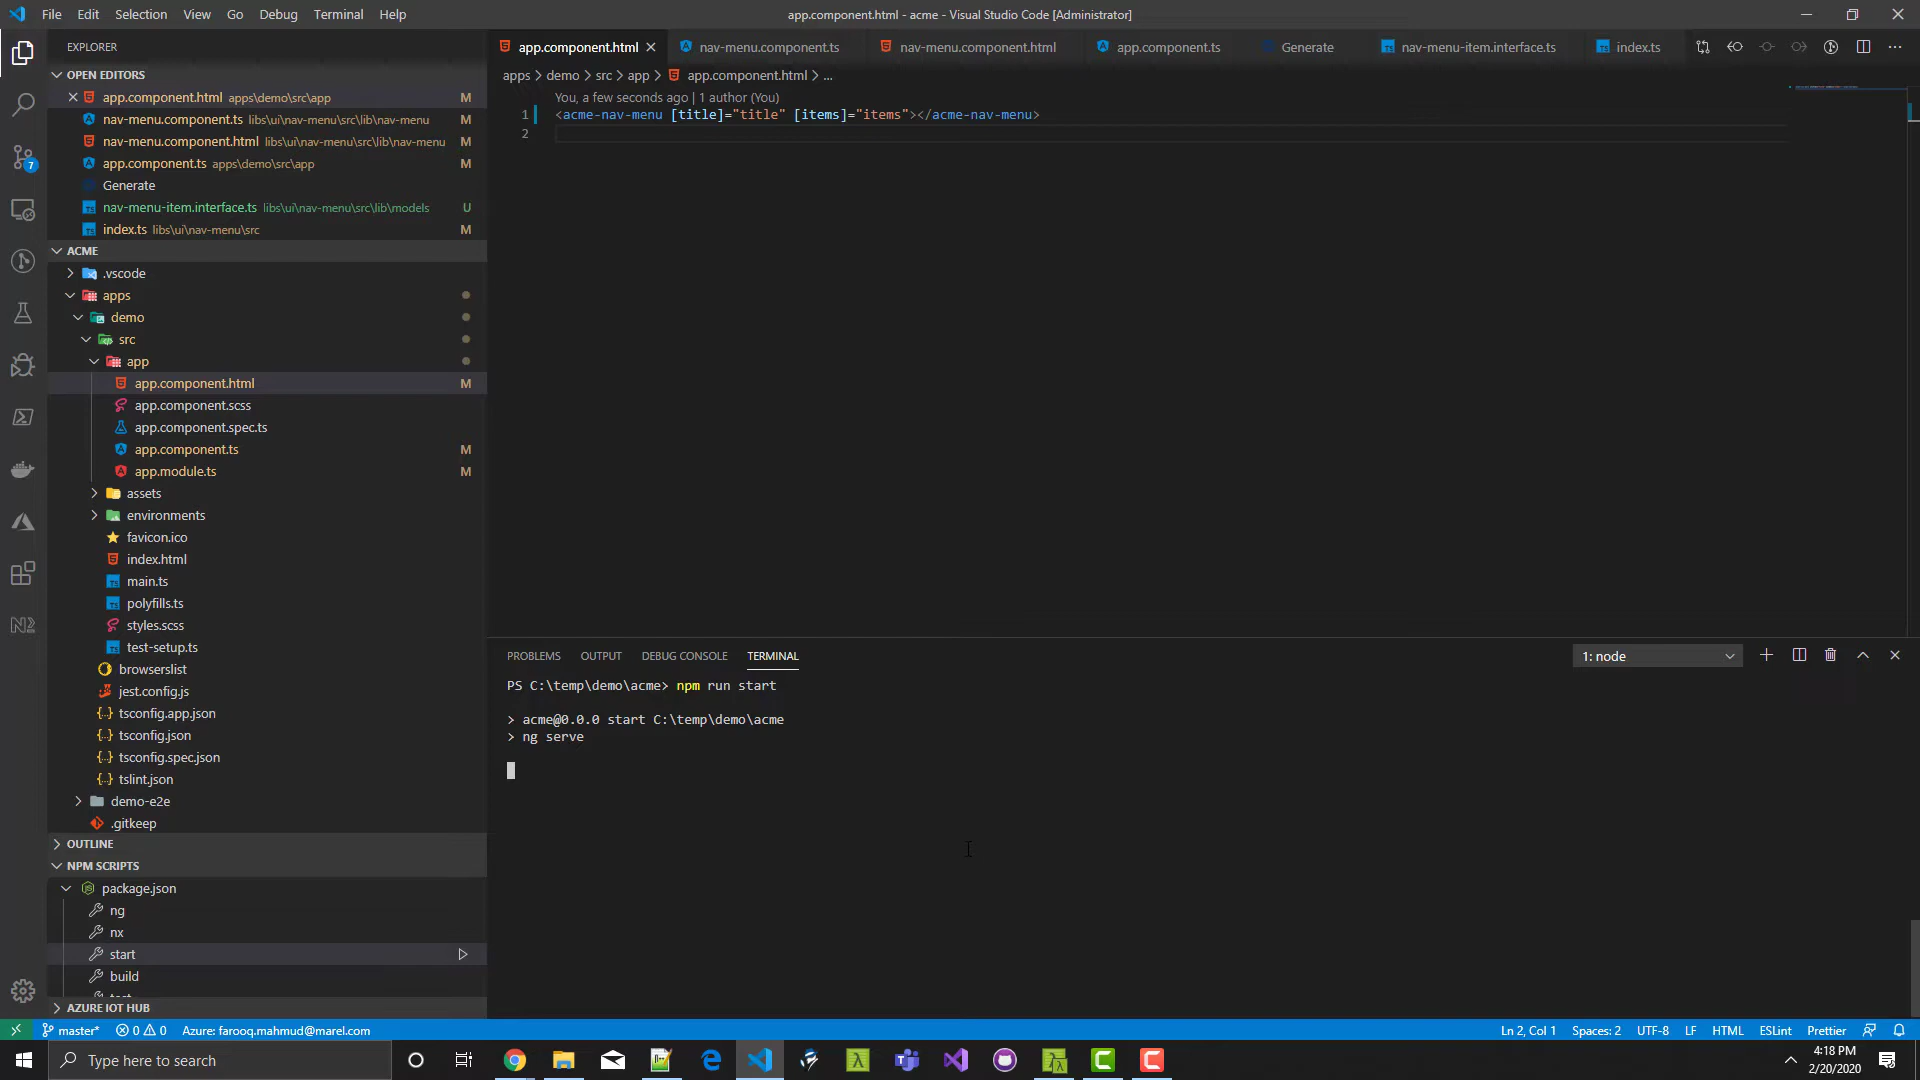 File Edit Selection View Go Debug Terminal Help
app.component.html - acme - Visual Studio Code [Administrator]
EXPLORER
OPEN EDITORS
app.component.html apps\demo\src\app M
nav-menu.component.ts libs\ui\nav-menu\src\lib\nav-menu M
nav-menu.component.html libs\ui\nav-menu\src\lib\nav-menu M
app.component.ts apps\demo\src\app M
Generate
nav-menu-item.interface.ts libs\ui\nav-menu\src\lib\models U
index.ts libs\ui\nav-menu\src M
ACME
.vscode
apps
demo
src
app
app.component.html M
app.component.scss
app.component.spec.ts
app.component.ts M
app.module.ts M
assets
environments
favicon.ico
index.html
main.ts
polyfills.ts
styles.scss
test-setup.ts
browserslist
jest.config.js
tsconfig.app.json
tsconfig.json
tsconfig.spec.json
tslint.json
demo-e2e
.gitkeep
OUTLINE
NPM SCRIPTS
package.json
ng
nx
start
build
AZURE IOT HUB
7
app.component.html nav-menu.component.ts nav-menu.component.html app.component.ts Generate nav-menu-item.interface.ts index.ts
apps > demo > src > app > app.component.html > ...
You, a few seconds ago | 1 author (You)
1 <acme-nav-menu [title]="title" [items]="items"></acme-nav-menu>
2
PROBLEMS OUTPUT DEBUG CONSOLE TERMINAL
1: node
PS C:\temp\demo\acme> npm run start
> acme@0.0.0 start C:\temp\demo\acme
> ng serve
master* 0 0 Azure: farooq.mahmud@marel.com
Ln 2, Col 1 Spaces: 2 UTF-8 LF HTML ESLint Prettier
Type here to search
4:18 PM
2/20/2020